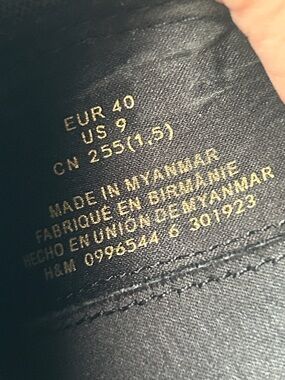 EUR 40
US 9
CN 255(1,5)
MADE IN MYANMAR
FABRIQUÉ EN BIRMANIE
HECHO EN UNION DE MYANMAR
H&M 0996544 6 301923